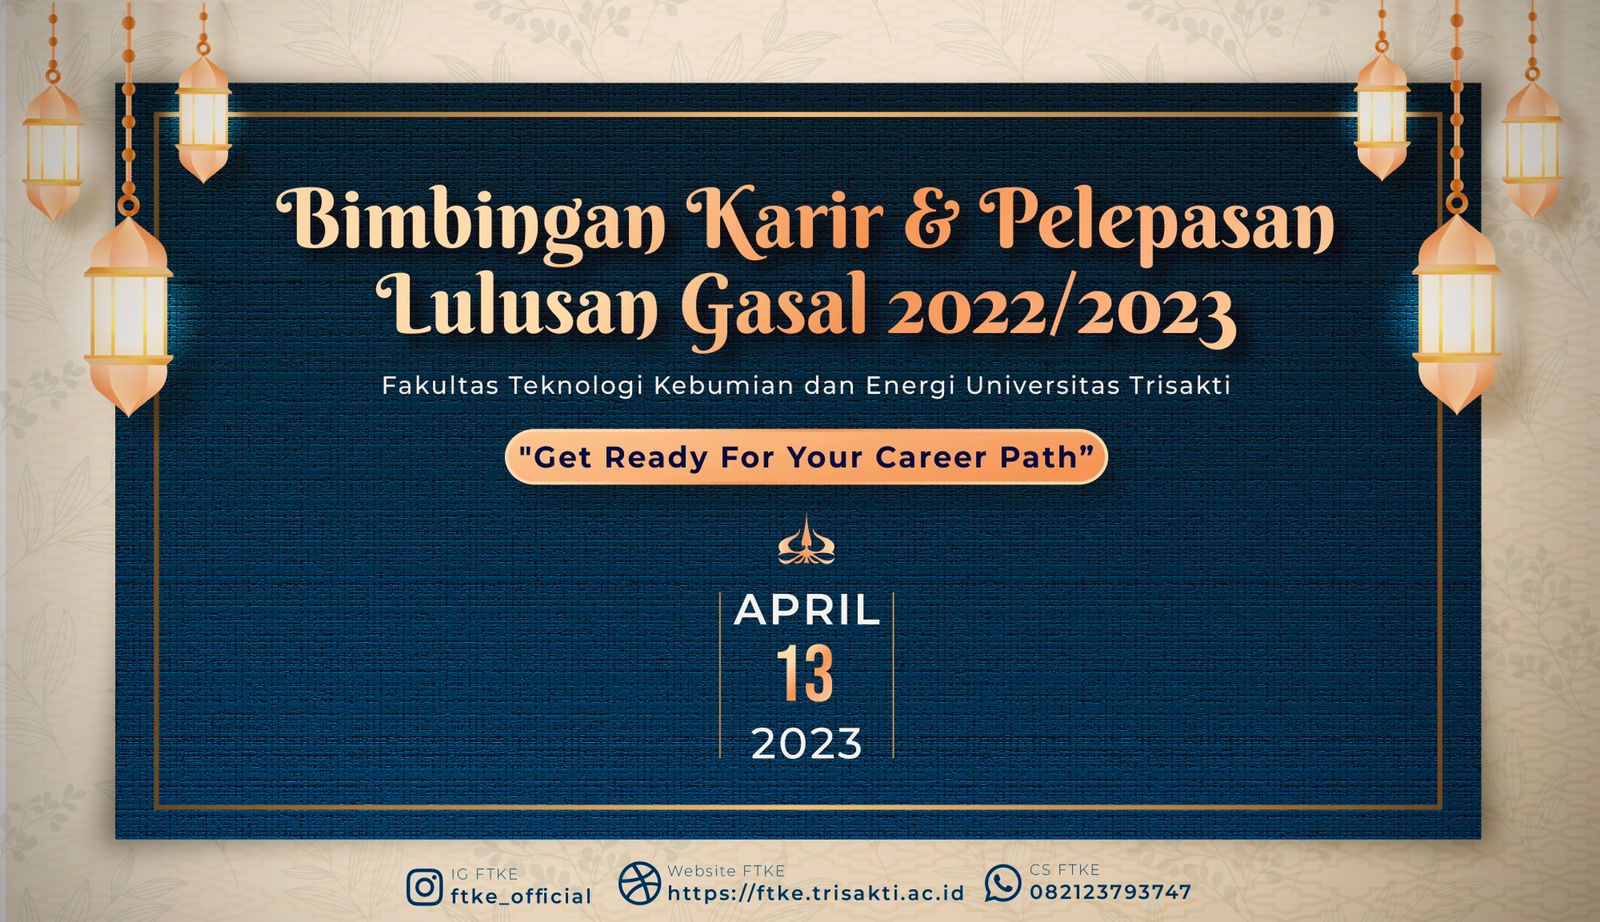 Bimbingan Karir & Pelepasan
Lulusan Gasal 2022/2023
Fakultas Teknologi Kebumian dan Energi Universitas Trisakti
"Get Ready For Your Career Path”
APRIL
13
2023
IG FTKE
ftke_official
Website FTKE
https://ftke.trisakti.ac.id
CS FTKE
082123793747